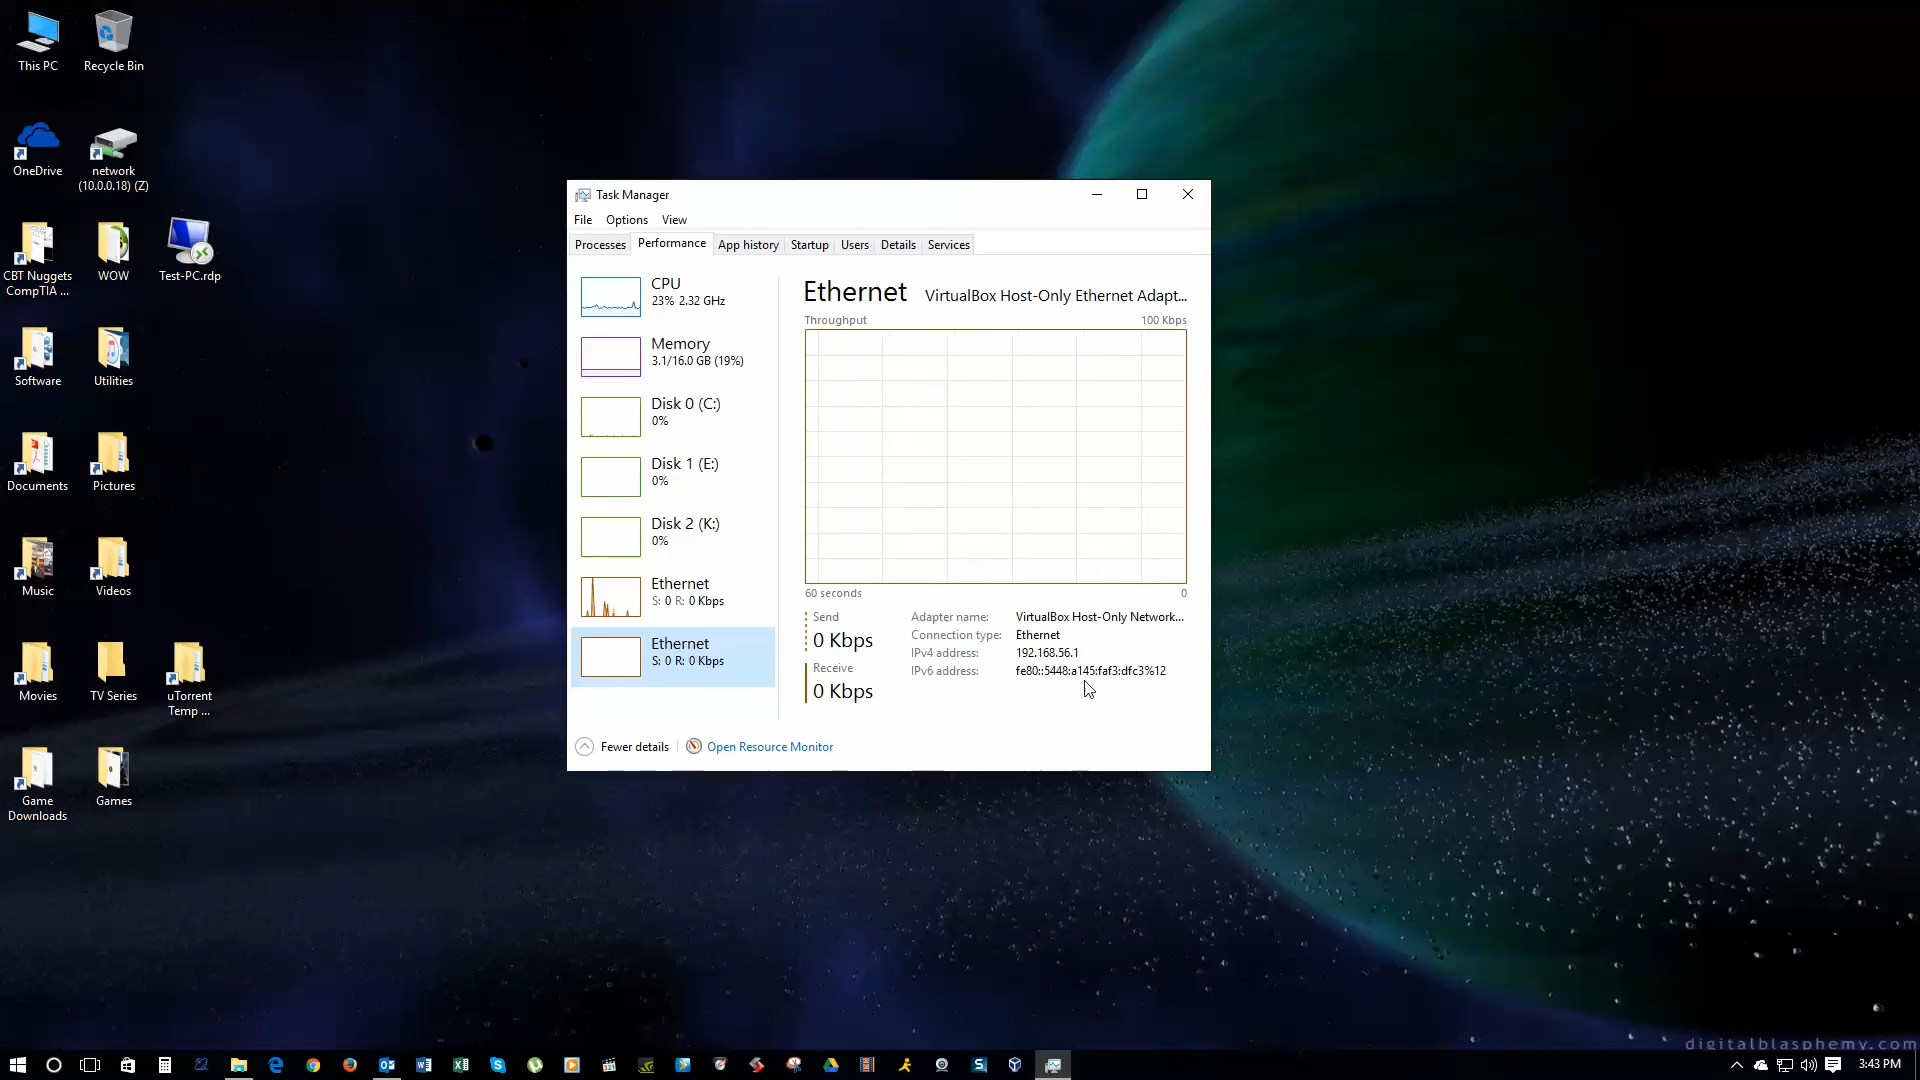 This PC
Recycle Bin
OneDrive
network
(10.0.0.18) (Z)
CBT Nuggets
CompTIA ...
WOW
Test-PC.rdp
Software
Utilities
Documents
Pictures
Music
Videos
Movies
TV Series
uTorrent
Temp ...
Game
Downloads
Games
Task Manager
File Options View
Processes Performance App history Startup Users Details Services
CPU
23% 2.32 GHz
Memory
3.1/16.0 GB (19%)
Disk 0 (C:)
0%
Disk 1 (E:)
0%
Disk 2 (K:)
0%
Ethernet
S: 0 R: 0 Kbps
Ethernet
S: 0 R: 0 Kbps
Ethernet VirtualBox Host-Only Ethernet Adapt...
Throughput 100 Kbps
60 seconds 0
Send
0 Kbps
Receive
0 Kbps
Adapter name: VirtualBox Host-Only Network...
Connection type: Ethernet
IPv4 address: 192.168.56.1
IPv6 address: fe80::5448:a145:faf3:dfc3%12
Fewer details Open Resource Monitor
digitalblasphemy.com
3:43 PM